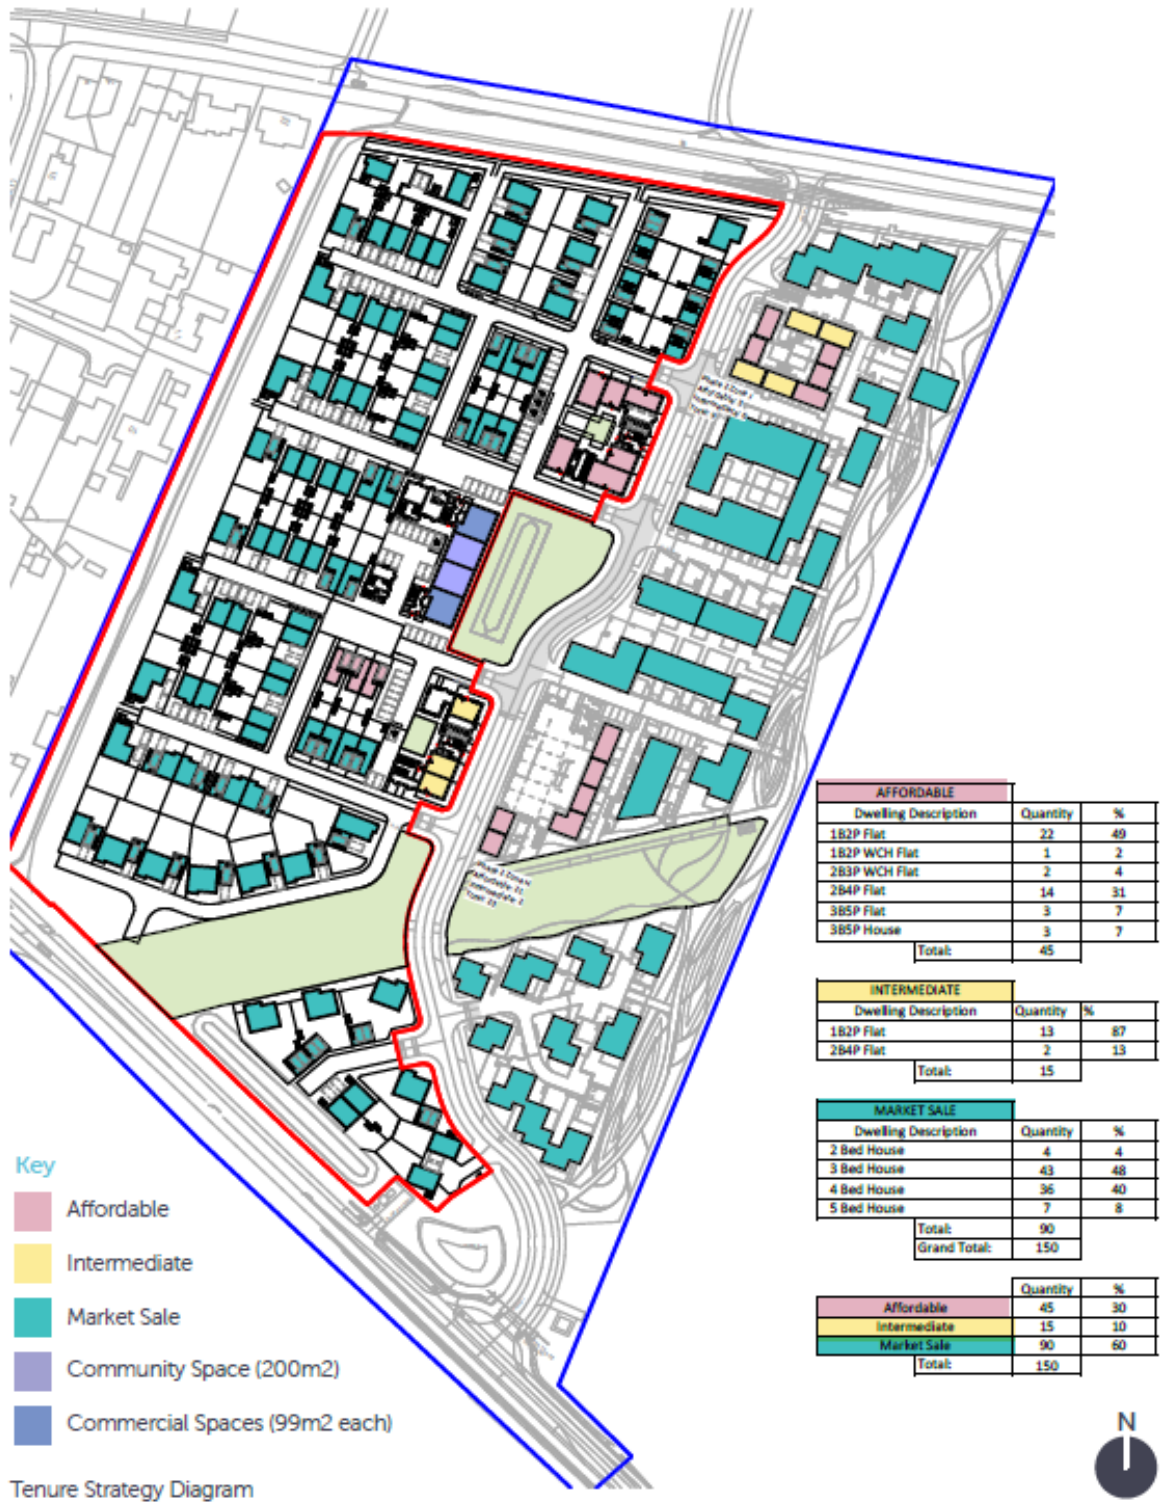 AFFORDABLE
Dwelling Description Quantity %
1B2P Flat 22 49
1B2P WCH Flat 1 2
2B3P WCH Flat 2 4
2B4P Flat 14 31
3B5P Flat 3 7
3B5P House 3 7
Total: 45
INTERMEDIATE
Dwelling Description Quantity %
1B2P Flat 13 87
2B4P Flat 2 13
Total: 15
MARKET SALE
Dwelling Description Quantity %
2 Bed House 4 4
3 Bed House 43 48
4 Bed House 36 40
5 Bed House 7 8
Total: 90
Grand Total: 150
Quantity %
Affordable 45 30
Intermediate 15 10
Market Sale 90 60
Total: 150
Key
Affordable
Intermediate
Market Sale
Community Space (200m2)
Commercial Spaces (99m2 each)
N
Tenure Strategy Diagram